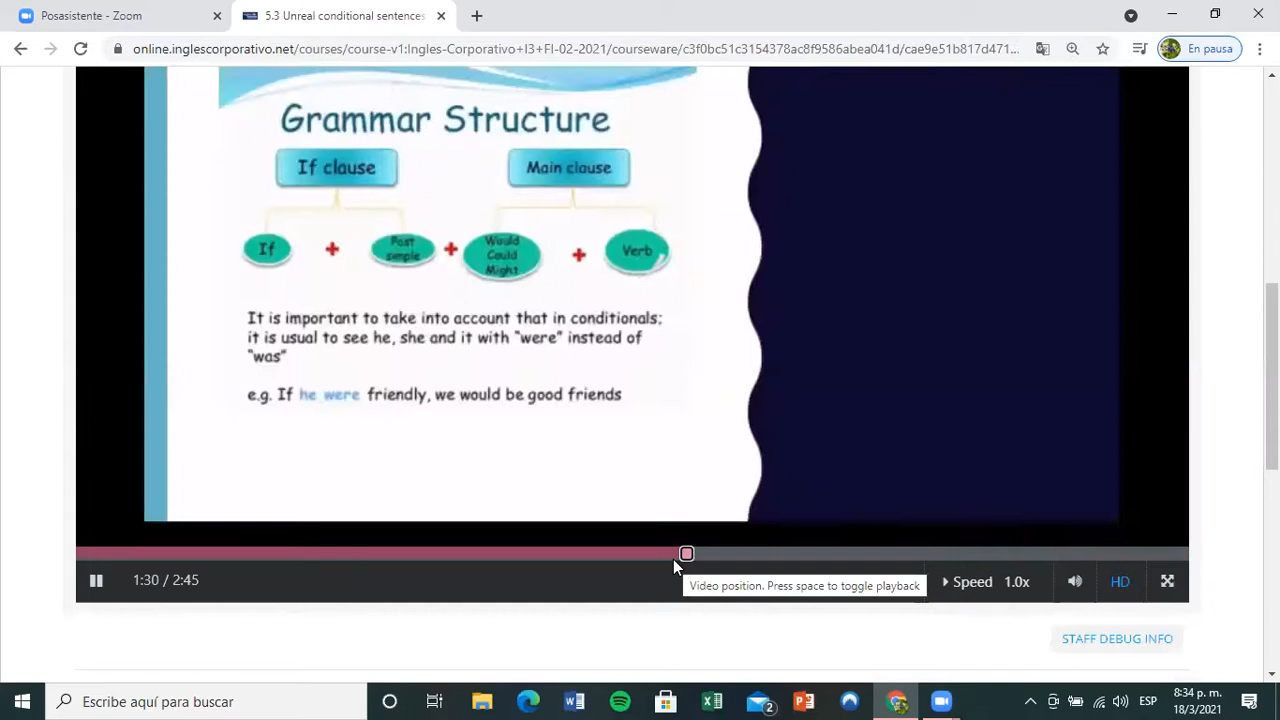 Posasistente - Zoom
5.3 Unreal conditional sentences
online.inglescorporativo.net/courses/course-v1:Ingles-Corporativo+I3+FI-02-2021/courseware/c3f0bc51c3154378ac8f9586abea041d/cae9e51b817d471...
En pausa
Grammar Structure
If clause
Main clause
If
+
Past simple
+
Would
Could
Might
+
Verb
It is important to take into account that in conditionals;
it is usual to see he, she and it with "were" instead of
"was"
e.g. If he were friendly, we would be good friends
1:30 / 2:45
Video position. Press space to toggle playback
Speed 1.0x
HD
STAFF DEBUG INFO
Escribe aquí para buscar
2
ESP
8:34 p. m.
18/3/2021